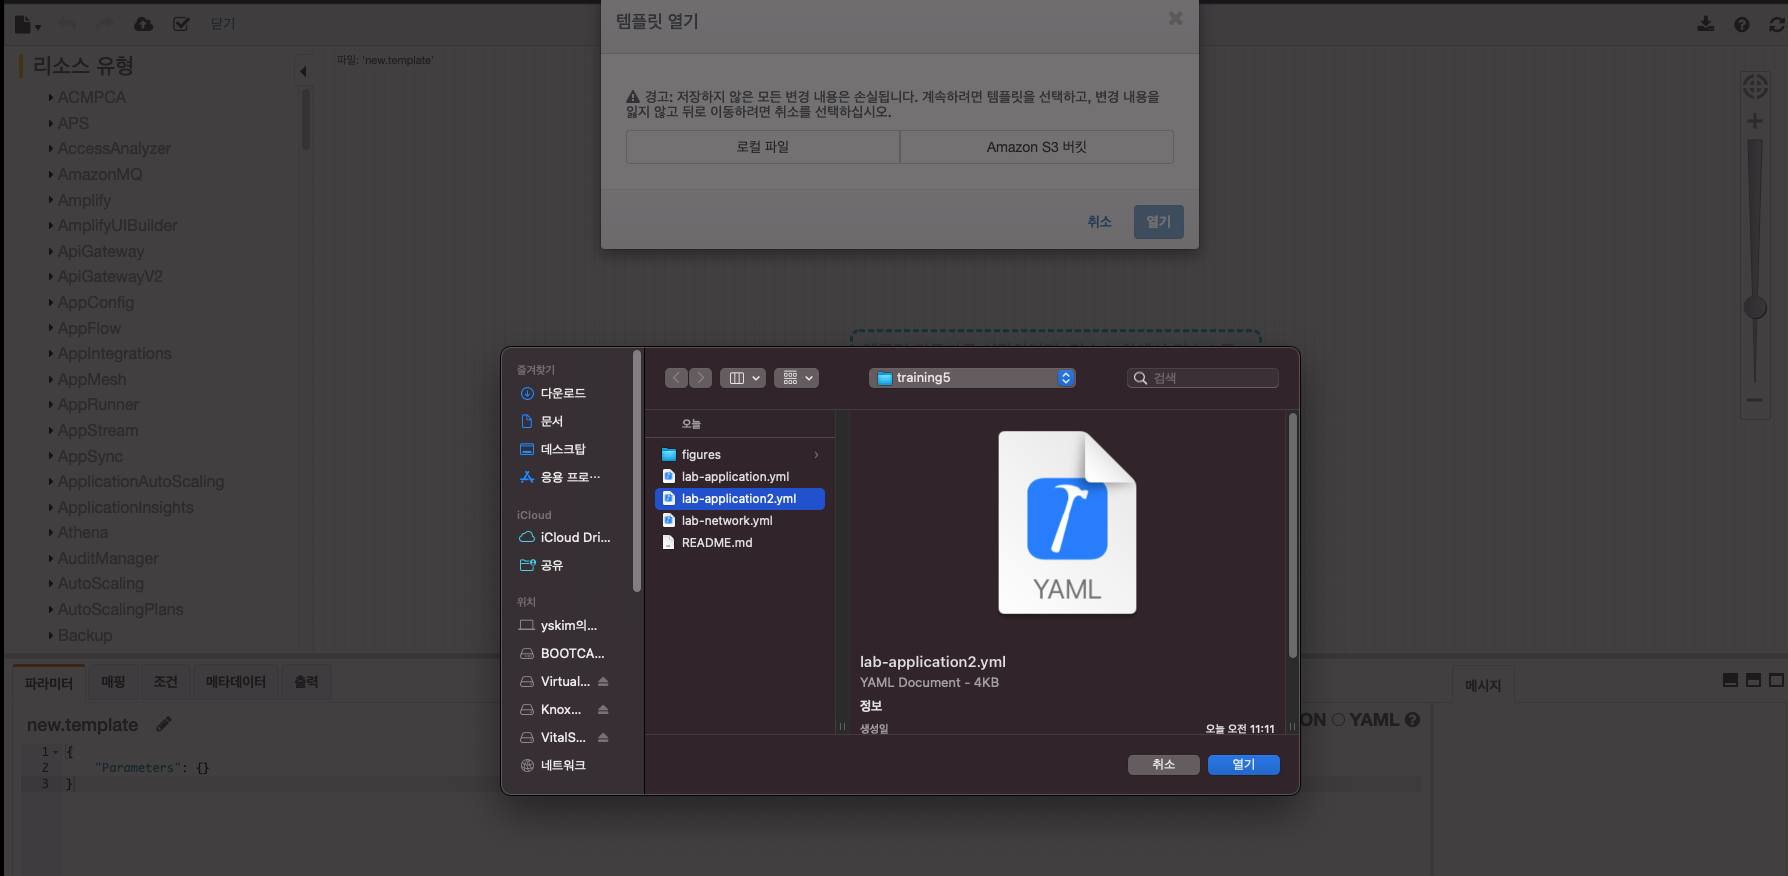 닫기
템플릿 열기
리소스 유형
파일: 'new.template'
ACMPCA
APS
AccessAnalyzer
AmazonMQ
Amplify
AmplifyUIBuilder
ApiGateway
ApiGatewayV2
AppConfig
AppFlow
AppIntegrations
AppMesh
AppRunner
AppStream
AppSync
ApplicationAutoScaling
ApplicationInsights
Athena
AuditManager
AutoScaling
AutoScalingPlans
Backup
경고: 저장하지 않은 모든 변경 내용은 손실됩니다. 계속하려면 템플릿을 선택하고, 변경 내용을
잃지 않고 뒤로 이동하려면 취소를 선택하십시오.
로컬 파일
Amazon S3 버킷
취소
열기
즐겨찾기
다운로드
문서
데스크탑
응용 프로…
iCloud
iCloud Dri...
공유
위치
yskim의...
BOOTCA...
Virtual...
Knox...
VitalS...
네트워크
training5
검색
오늘
figures
lab-application.yml
lab-application2.yml
lab-network.yml
README.md
YAML
lab-application2.yml
YAML Document - 4KB
정보
생성일
오늘 오전 11:11
취소
열기
파라미터
매핑
조건
메타데이터
출력
메시지
new.template
ON
YAML
1 {
2 "Parameters": {}
3 }